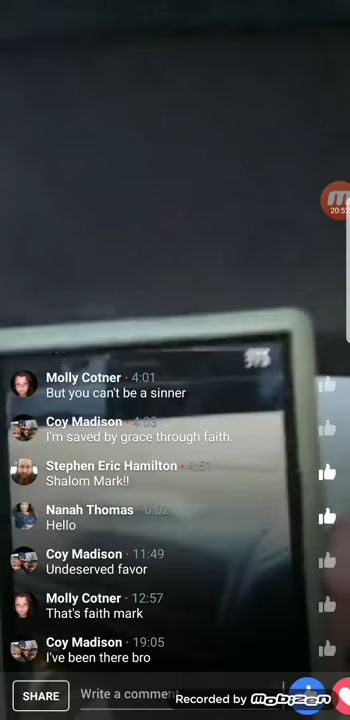 20:53
Molly Cotner • 4:01
But you can't be a sinner
Coy Madison • 4:03
I'm saved by grace through faith.
Stephen Eric Hamilton • 4:51
Shalom Mark!!
Nanah Thomas • 6:02
Hello
Coy Madison • 11:49
Undeserved favor
Molly Cotner • 12:57
That's faith mark
Coy Madison • 19:05
I've been there bro
SHARE
Write a comment
Recorded by Mobizen